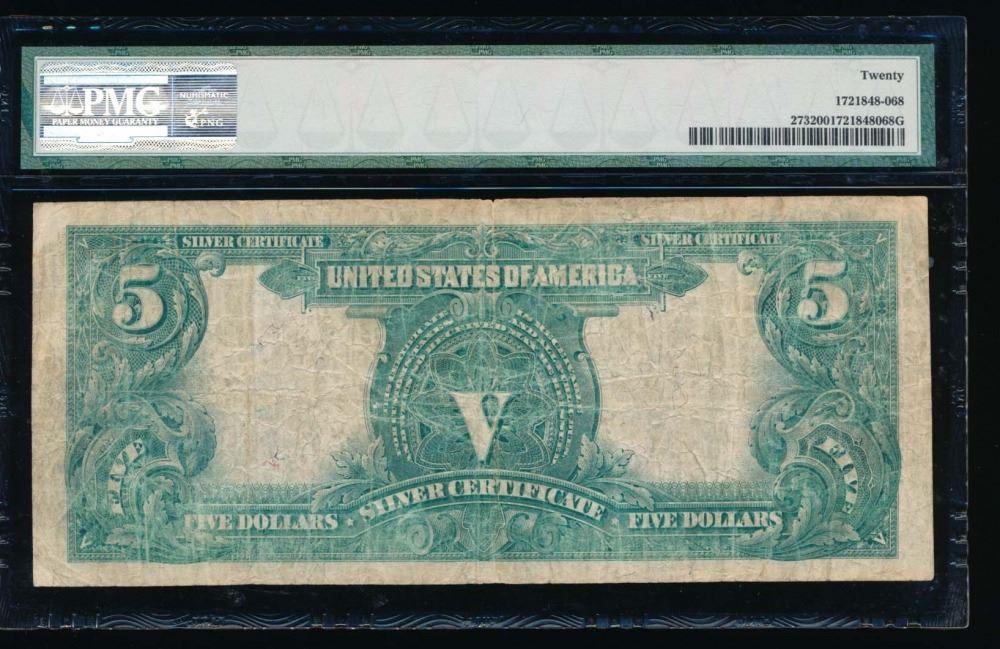 PMG
PAPER MONEY GUARANTY
NUMISMATIC
PNG
Twenty
1721848-068
2732001721848068G
SILVER CERTIFICATE
SILVER CERTIFICATE
UNITED STATES OF AMERICA
5
5
V
FIVE
FIVE
SILVER CERTIFICATE
FIVE DOLLARS
FIVE DOLLARS
V
V
V
V